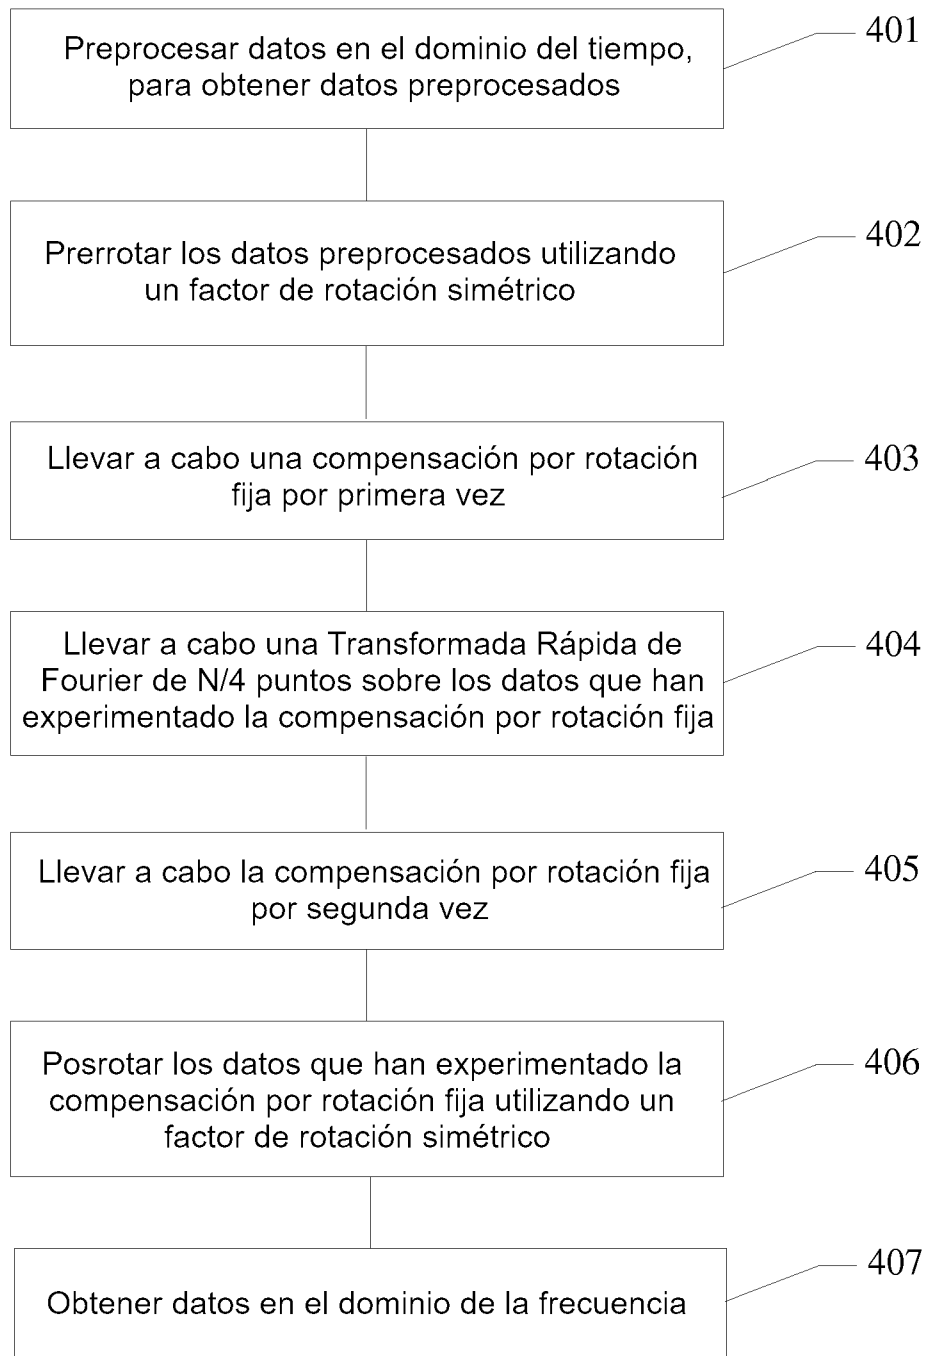 Preprocesar datos en el dominio del tiempo,
para obtener datos preprocesados
401
Prerrotar los datos preprocesados utilizando
un factor de rotación simétrico
402
Llevar a cabo una compensación por rotación
fija por primera vez
403
Llevar a cabo una Transformada Rápida de
Fourier de N/4 puntos sobre los datos que han
experimentado la compensación por rotación fija
404
Llevar a cabo la compensación por rotación fija
por segunda vez
405
Posrotar los datos que han experimentado la
compensación por rotación fija utilizando un
factor de rotación simétrico
406
Obtener datos en el dominio de la frecuencia
407